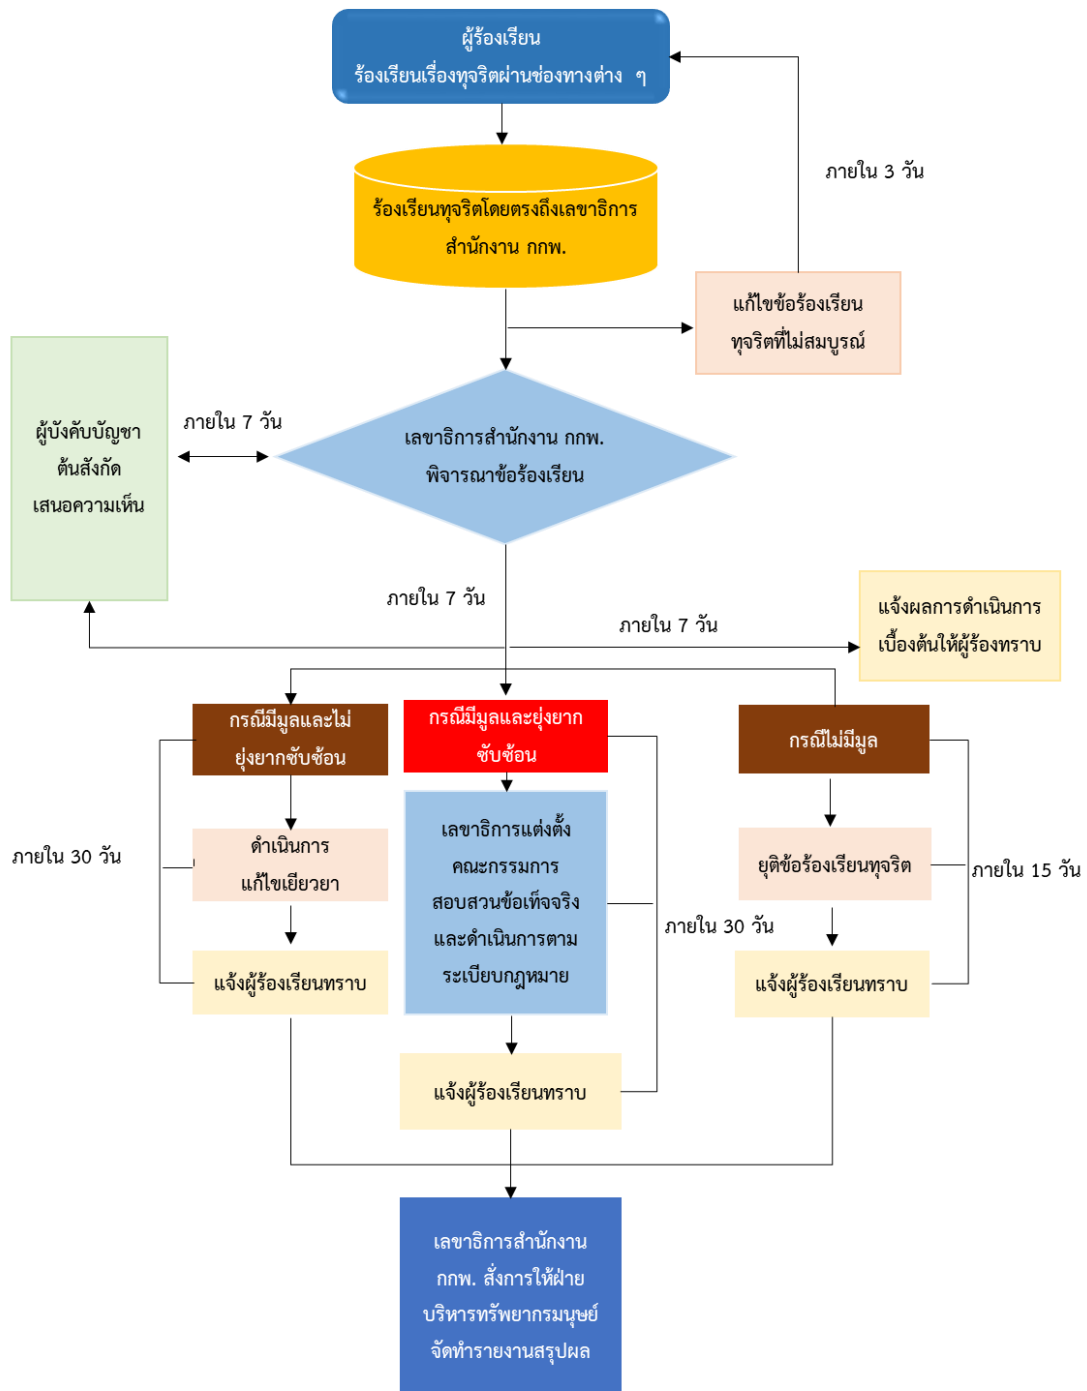 ผู้ร้องเรียน
ร้องเรียนเรื่องทุจริตผ่านช่องทางต่าง ๆ
ภายใน 3 วัน
ร้องเรียนทุจริตโดยตรงถึงเลขาธิการ
สำนักงาน กกพ.
แก้ไขข้อร้องเรียน
ทุจริตที่ไม่สมบูรณ์
ผู้บังคับบัญชา
ต้นสังกัด
เสนอความเห็น
ภายใน 7 วัน
เลขาธิการสำนักงาน กกพ.
พิจารณาข้อร้องเรียน
ภายใน 7 วัน
ภายใน 7 วัน
แจ้งผลการดำเนินการ
เบื้องต้นให้ผู้ร้องทราบ
กรณีมีมูลและไม่
ยุ่งยากซับซ้อน
กรณีมีมูลและยุ่งยาก
ซับซ้อน
กรณีไม่มีมูล
ภายใน 30 วัน
ดำเนินการ
แก้ไขเยียวยา
เลขาธิการแต่งตั้ง
คณะกรรมการ
สอบสวนข้อเท็จจริง
และดำเนินการตาม
ระเบียบกฎหมาย
ยุติข้อร้องเรียนทุจริต
ภายใน 15 วัน
ภายใน 30 วัน
แจ้งผู้ร้องเรียนทราบ
แจ้งผู้ร้องเรียนทราบ
แจ้งผู้ร้องเรียนทราบ
เลขาธิการสำนักงาน
กกพ. สั่งการให้ฝ่าย
บริหารทรัพยากรมนุษย์
จัดทำรายงานสรุปผล